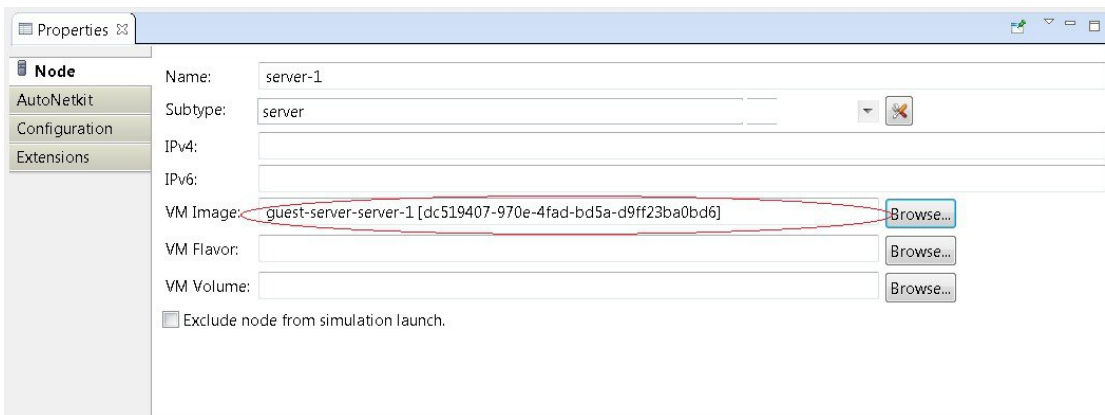 Properties
Node
AutoNetkit
Configuration
Extensions
Name: server-1
Subtype: server
IPv4:
IPv6:
VM Image: guest-server-server-1 [dc519407-970e-4fad-bd5a-d9ff23ba0bd6] Browse...
VM Flavor: Browse...
VM Volume: Browse...
Exclude node from simulation launch.